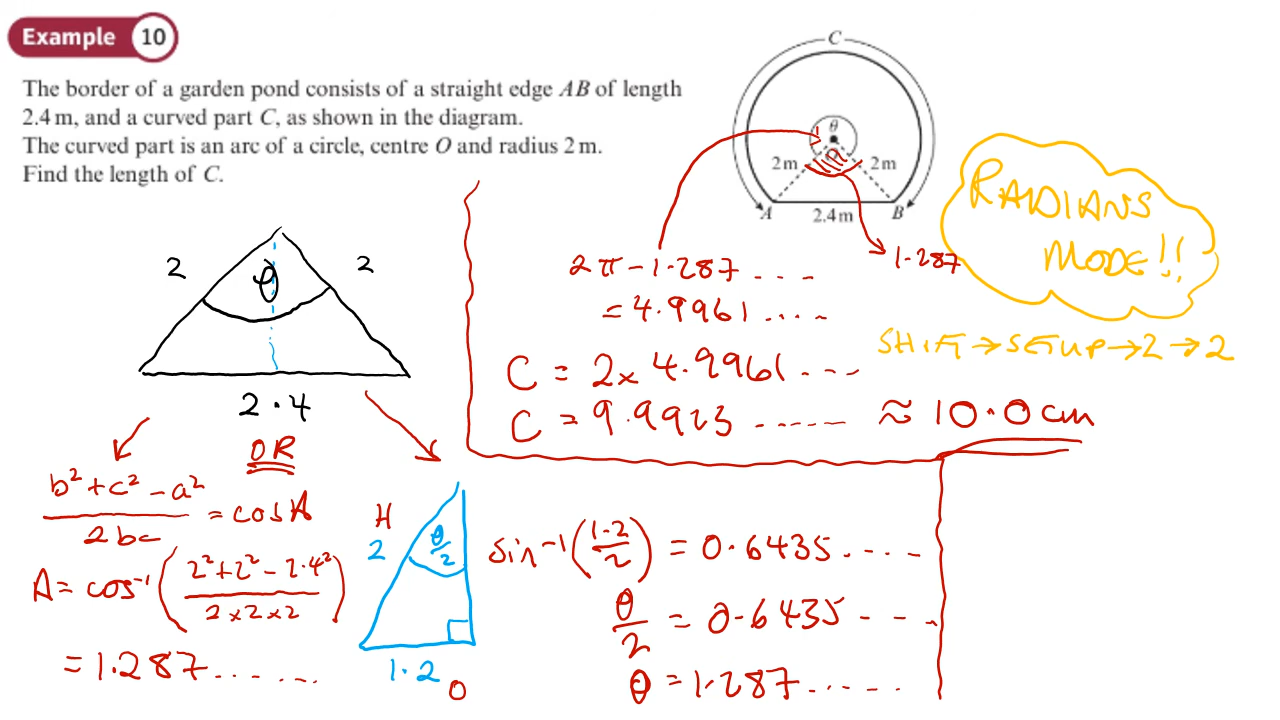 Example 10
The border of a garden pond consists of a straight edge AB of length
2.4 m, and a curved part C, as shown in the diagram.
The curved part is an arc of a circle, centre O and radius 2 m.
Find the length of C.
C
θ
O
2 m
2 m
A
2.4 m
B
RADIANS
MODE!!
SHIFT → SETUP → 2 → 2
2π - 1.287 ....
1.287
= 4.9961 ....
C = 2 × 4.9961 ...
C = 9.9923 ..... ≈ 10.0 cm
2
θ
2
2.4
OR
b² + c² - a² / 2bc = cos A
A = cos⁻¹ (2² + 2² - 2.4² / 2 × 2 × 2)
= 1.287 ......
H
2
θ/2
1.2
O
sin⁻¹ (1.2/2) = 0.6435 ....
θ/2 = 0.6435 ....
θ = 1.287 .....